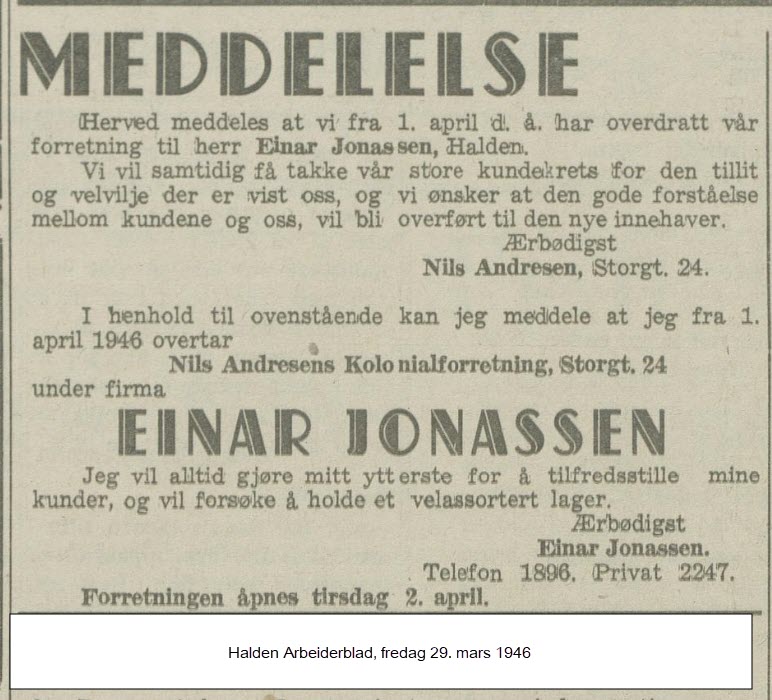 MEDDELELSE
Herved meddeles at vi fra 1. april d. å. har overdratt vår
forretning til herr Einar Jonassen, Halden.
Vi vil samtidig få takke vår store kundekrets for den tillit
og velvilje der er vist oss, og vi ønsker at den gode forståelse
mellom kundene og oss, vil bli overført til den nye innehaver.
Ærbødigst
Nils Andresen, Storgt. 24.
I henhold til ovenstående kan jeg meddele at jeg fra 1.
april 1946 overtar
Nils Andresens Kolonialforretning, Storgt. 24
under firma
EINAR JONASSEN
Jeg vil alltid gjøre mitt ytterste for å tilfredsstille mine
kunder, og vil forsøke å holde et velassortert lager.
Ærbødigst
Einar Jonassen.
Telefon 1896. Privat 2247.
Forretningen åpnes tirsdag 2. april.
Halden Arbeiderblad, fredag 29. mars 1946